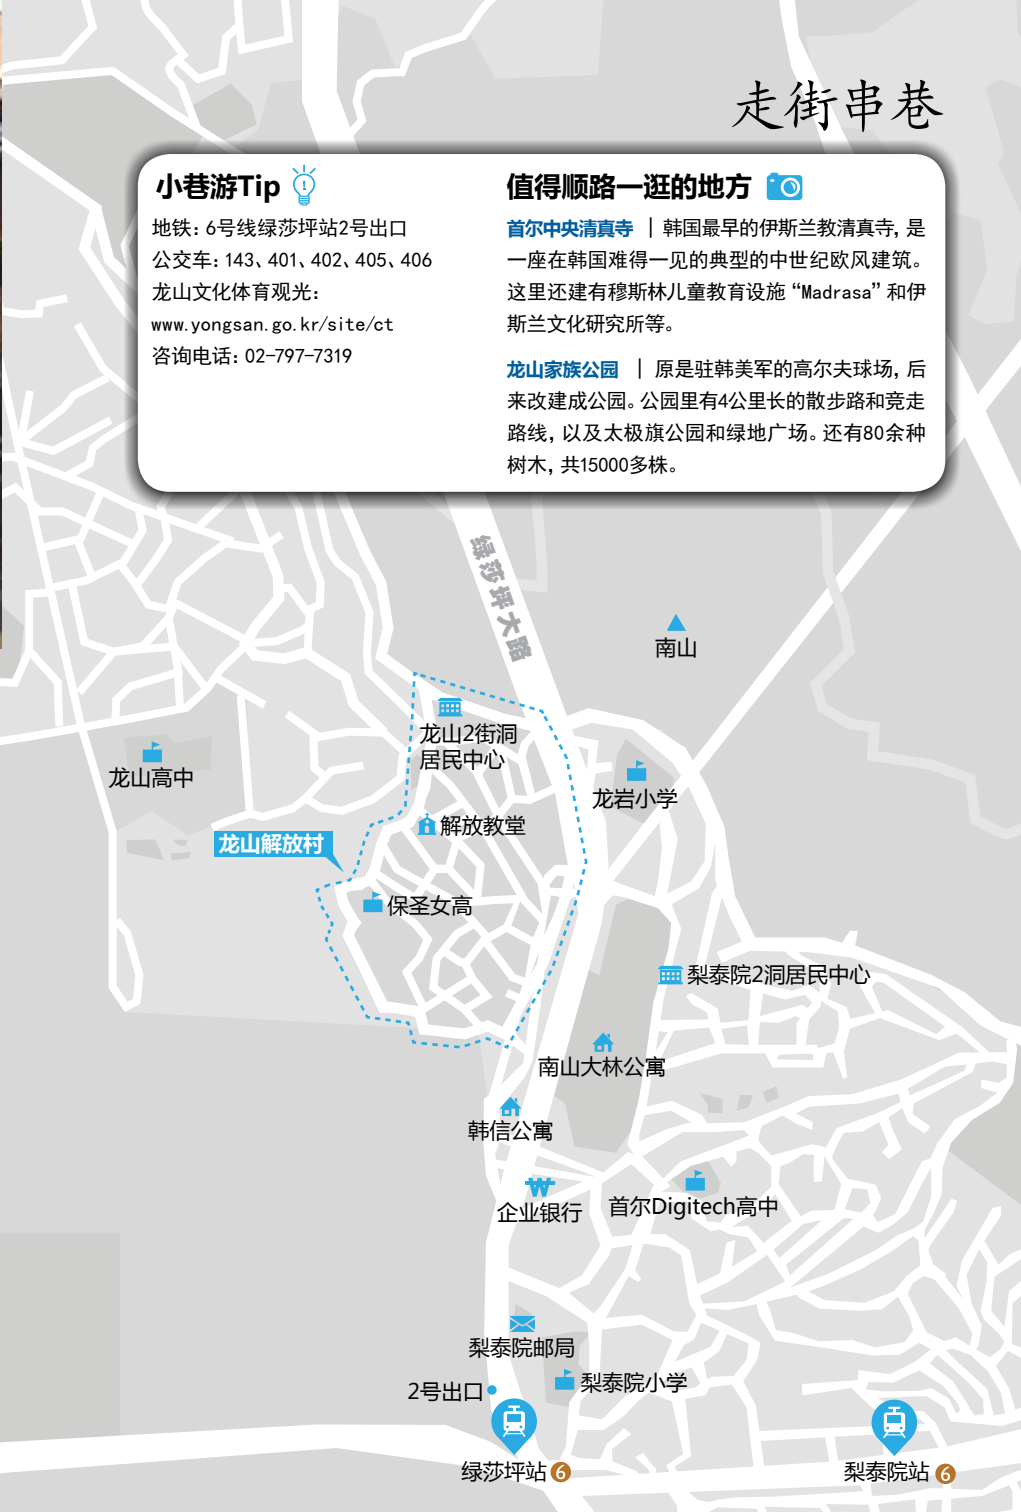 走街串巷
小巷游Tip
地铁：6号线绿莎坪站2号出口
公交车：143、401、402、405、406
龙山文化体育观光：
www.yongsan.go.kr/site/ct
咨询电话：02-797-7319
值得顺路一逛的地方
首尔中央清真寺 | 韩国最早的伊斯兰教清真寺，是
一座在韩国难得一见的典型的中世纪欧风建筑。
这里还建有穆斯林儿童教育设施“Madrasa”和伊
斯兰文化研究所等。
龙山家族公园 | 原是驻韩美军的高尔夫球场，后
来改建成公园。公园里有4公里长的散步路和竞走
路线，以及太极旗公园和绿地广场。还有80余种
树木，共15000多株。
绿莎坪大路
南山
龙山2街洞
居民中心
龙山高中
龙岩小学
解放教堂
龙山解放村
保圣女高
梨泰院2洞居民中心
南山大林公寓
韩信公寓
企业银行
首尔Digitech高中
梨泰院邮局
梨泰院小学
2号出口
绿莎坪站 6
梨泰院站 6